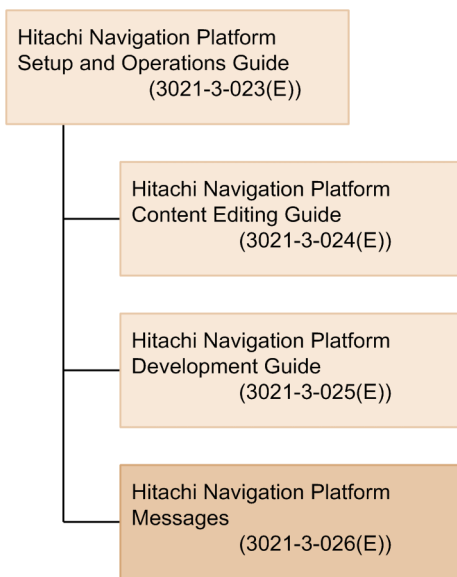 Hitachi Navigation Platform
Setup and Operations Guide
(3021-3-023(E))
Hitachi Navigation Platform
Content Editing Guide
(3021-3-024(E))
Hitachi Navigation Platform
Development Guide
(3021-3-025(E))
Hitachi Navigation Platform
Messages
(3021-3-026(E))